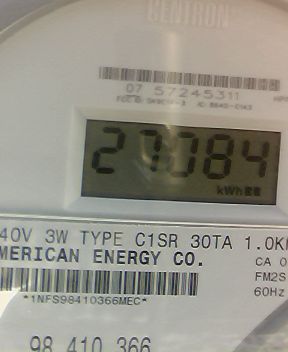 CENTRON
07 57245311
27084
kWh
40V 3W TYPE C1SR 30TA 1.0K
MERICAN ENERGY CO.
CA 0
FM2S
60Hz
*1NFS98410366MEC*
98 410 366